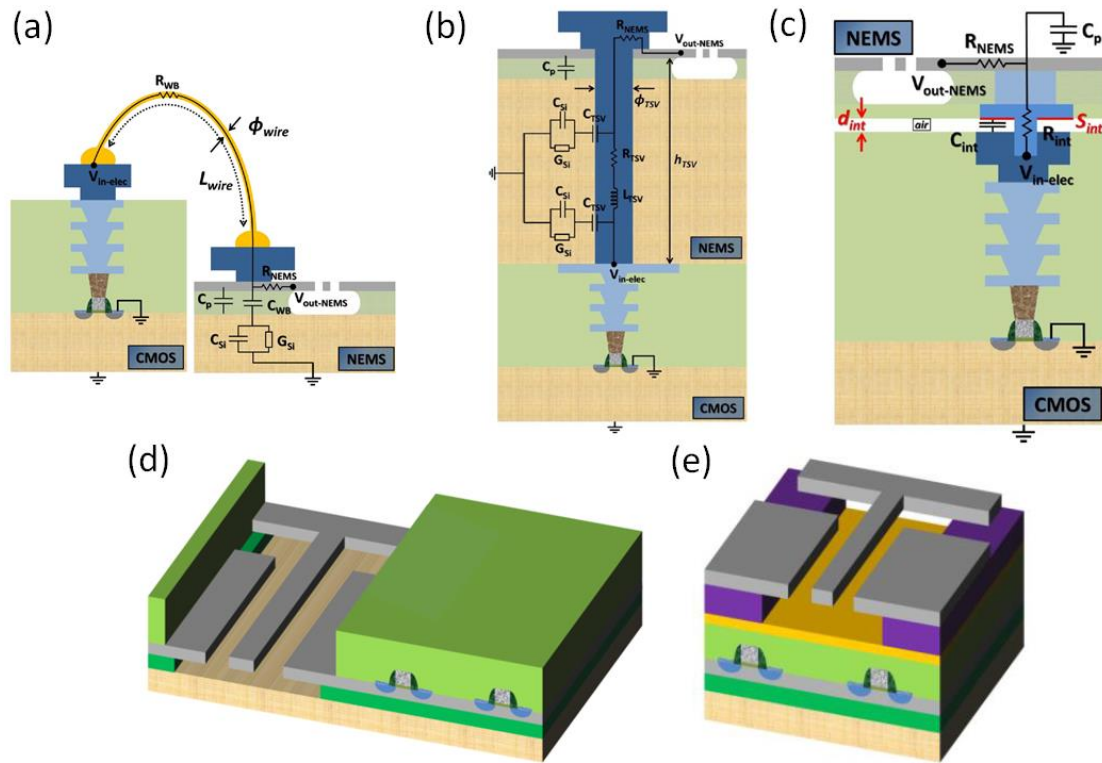 (a)
R_WB
ϕ_wire
L_wire
V_in-elec
R_NEMS
V_out-NEMS
C_p
C_WB
C_Si
G_Si
CMOS
NEMS
(b)
R_NEMS
V_out-NEMS
C_p
ϕ_TSV
C_Si
C_TSV
G_Si
R_TSV
h_TSV
L_TSV
C_Si
C_TSV
G_Si
NEMS
V_in-elec
CMOS
(c)
NEMS
C_p
R_NEMS
V_out-NEMS
d_int
air
C_int
S_int
R_int
V_in-elec
CMOS
(d)
(e)